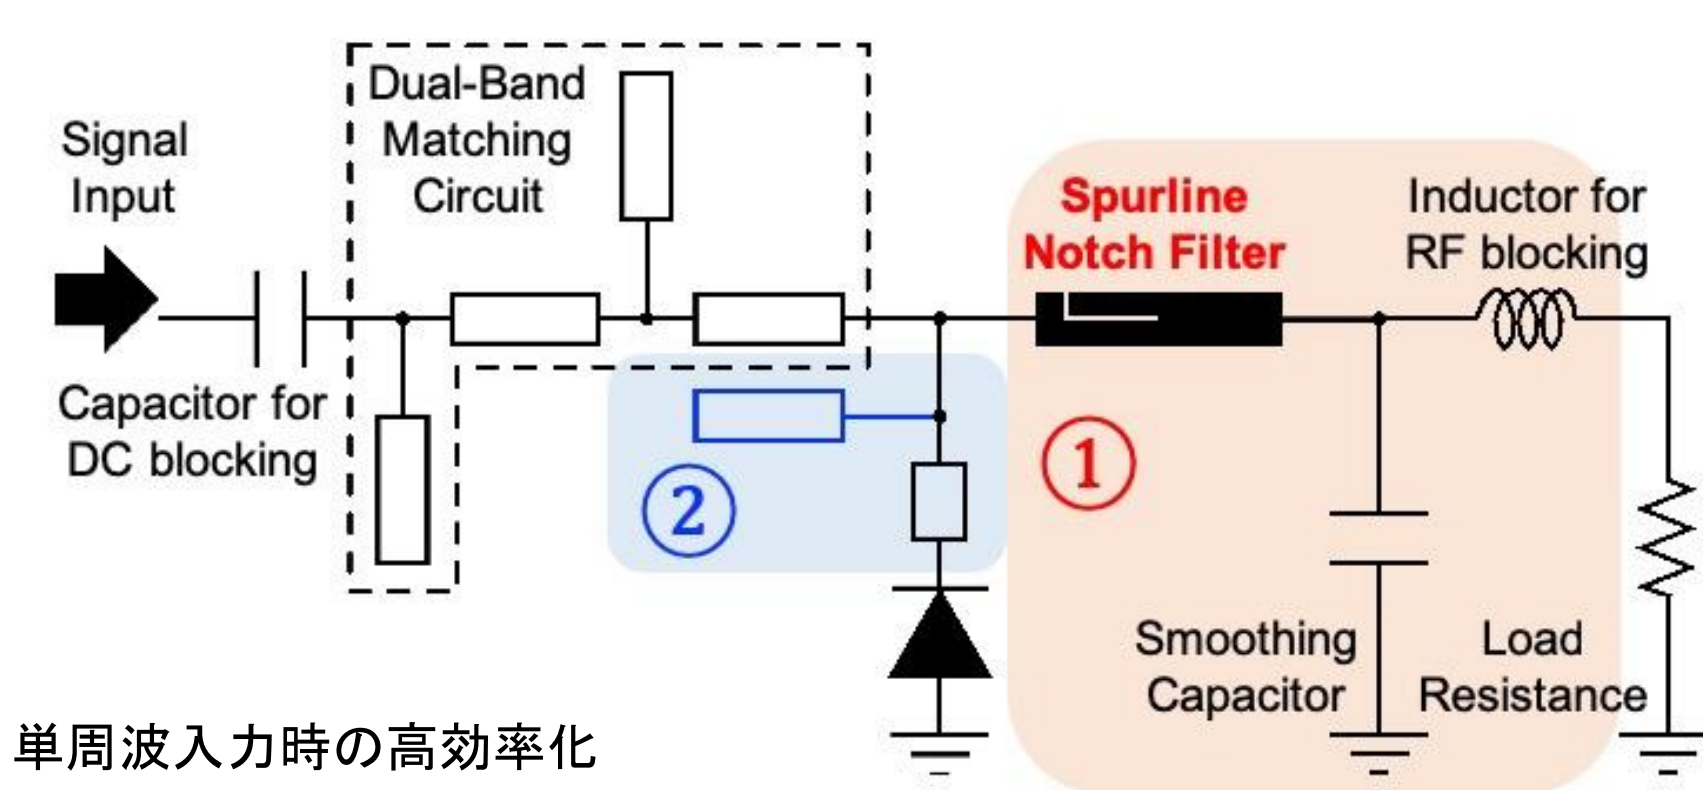 Dual-Band
Matching
Circuit
Signal
Input
Spurline
Notch Filter
Inductor for
RF blocking
Capacitor for
DC blocking
①
②
Smoothing
Capacitor
Load
Resistance
単周波入力時の高効率化